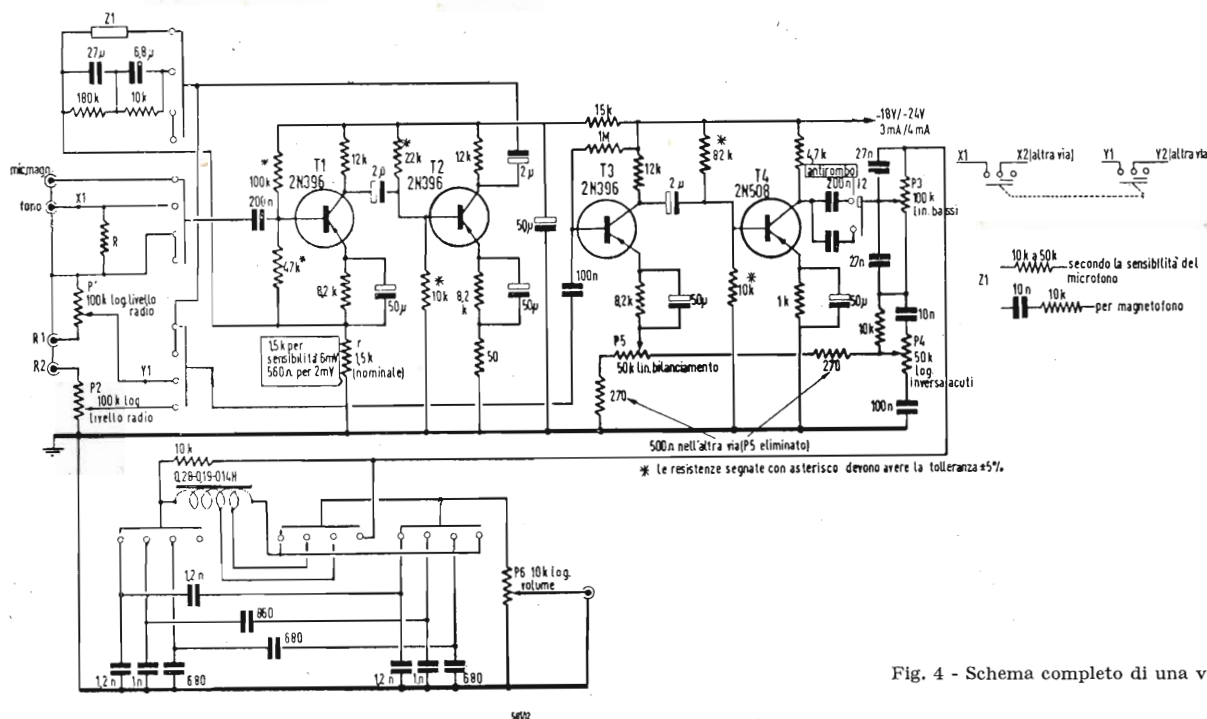 Z1
27µ
6,8µ
180k
10k
mic,magn.
fono
X1
R
P'
100k log. livello
radio
R1
R2
P2
100k log
livello radio
Y1
200n
*
100k
47k*
T1
2N396
12k
8,2k
50µ
1,5k per
sensibilità 6mV
560Ω per 2mV
r
1,5k
(nominale)
2µ
*
22k
T2
2N396
12k
*
10k
8,2
k
50µ
50
2µ
50µ
15k
1M
T3
2N396
12k
100n
8,2k
50µ
P5
50k lin. bilanciamento
270
270
500Ω nell'altra via(P5 eliminato)
2µ
*
82k
T4
2N508
4,7k
*
10k
1k
50µ
-18V/-24V
3mA/4mA
antirombo
200n
27n
P3
100k
lin. bassi
27n
10k
10n
P4
50k
log.
inversa,acuti
100n
* le resistenze segnate con asterisco devono avere la tolleranza ±5%
X1
X2(altra via)
Y1
Y2(altra via)
Z1
10k a 50k
secondo la sensibilità del
microfono
10n
10k
per magnetofono
10k
0,28-0,19-0,14H
1,2n
860
680
1,2n
1n
680
1,2n
1n
680
P6 10k log.
volume
Fig. 4 - Schema completo di una v